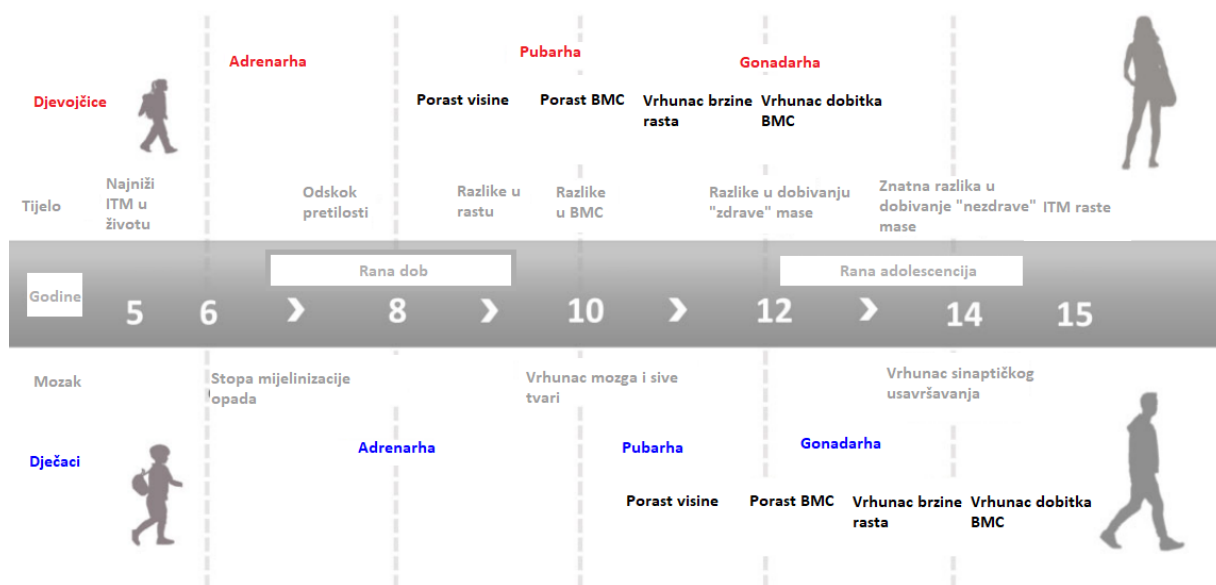 Adrenarha
Pubarha
Gonadarha
Djevojčice
Porast visine
Porast BMC
Vrhunac brzine
rasta
Vrhunac dobitka
BMC
Tijelo
Najniži
ITM u
životu
Odskok
pretilosti
Razlike u
rastu
Razlike
u BMC
Razlike u dobivanju
"zdrave" mase
Znatna razlika u
dobivanje "nezdrave"
mase
ITM raste
Rana dob
Rana adolescencija
Godine
5 6 › 8 › 10 › 12 › 14 15
Mozak
Stopa mijelinizacije
opada
Vrhunac mozga i sive
tvari
Vrhunac sinaptičkog
usavršavanja
Dječaci
Adrenarha
Pubarha
Gonadarha
Porast visine
Porast BMC
Vrhunac brzine
rasta
Vrhunac dobitka
BMC